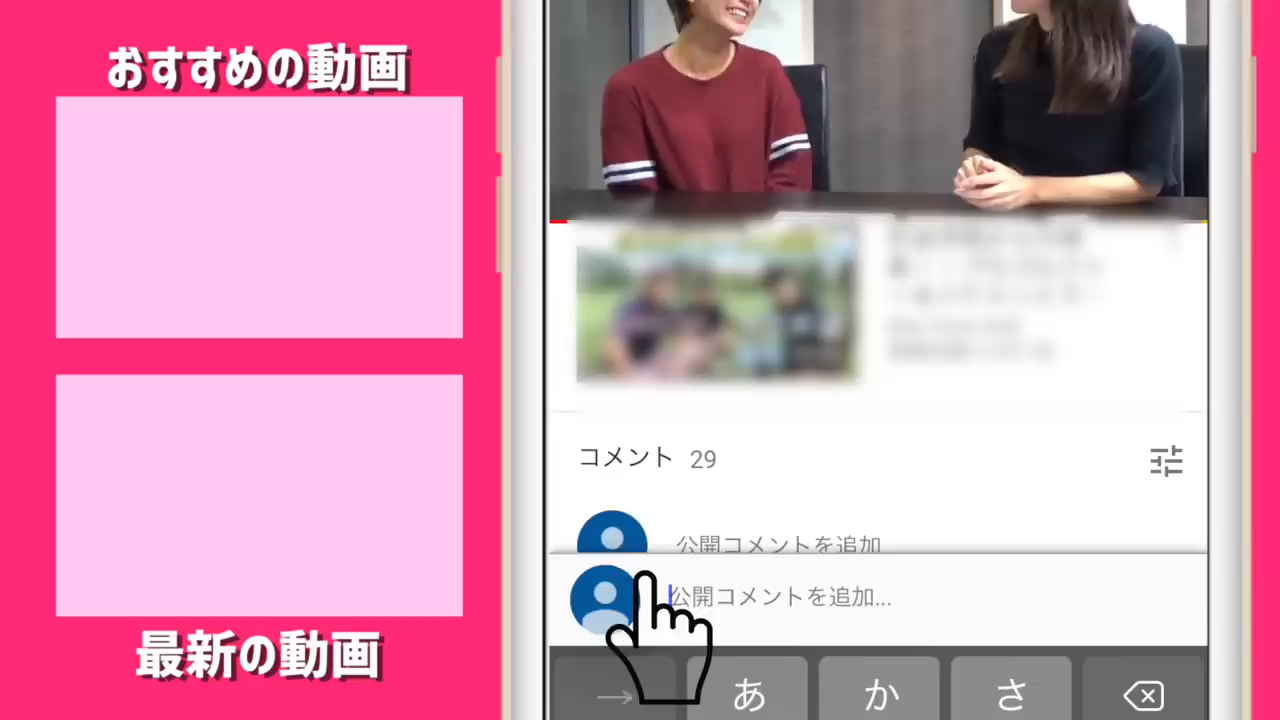 おすすめの動画
コメント 29
公開コメントを追加
公開コメントを追加...
→ あ か さ
最新の動画